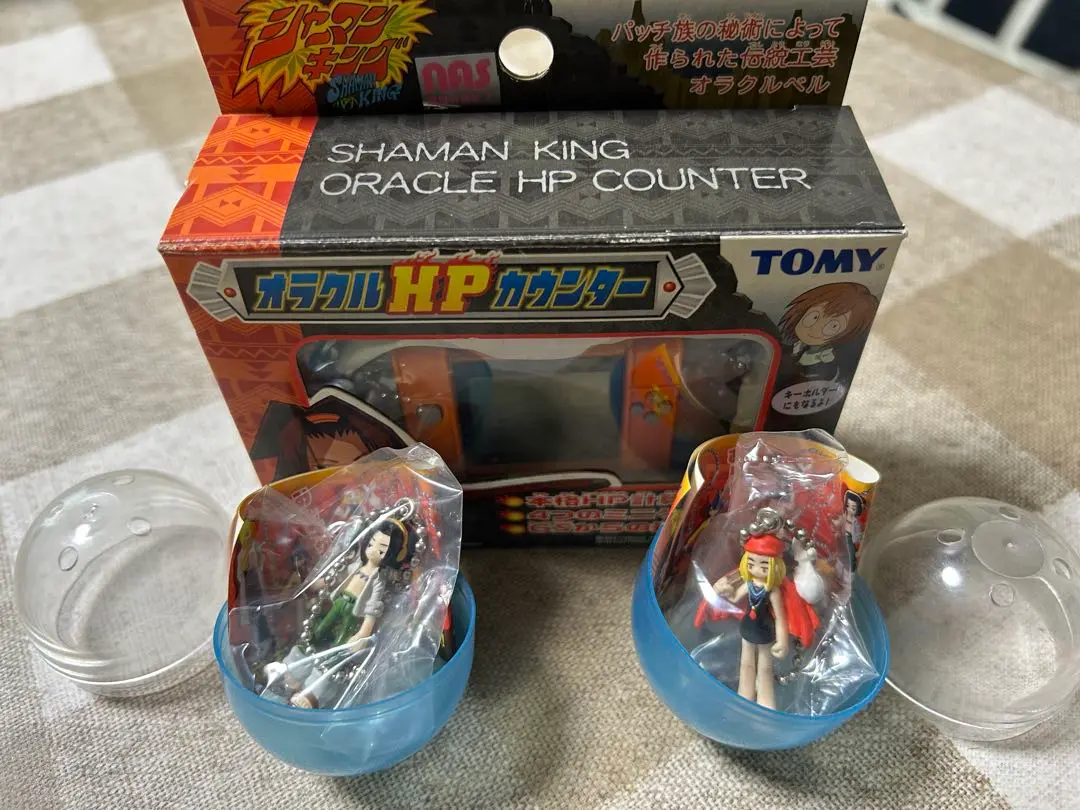 シャーマン
キング
SHAMAN
KING
nas
パッチ族の秘術によって
作られた伝統工芸
オラクルベル
SHAMAN KING
ORACLE HP COUNTER
TOMY
オラクルHPカウンター
キーホルダー
にもなるよ!